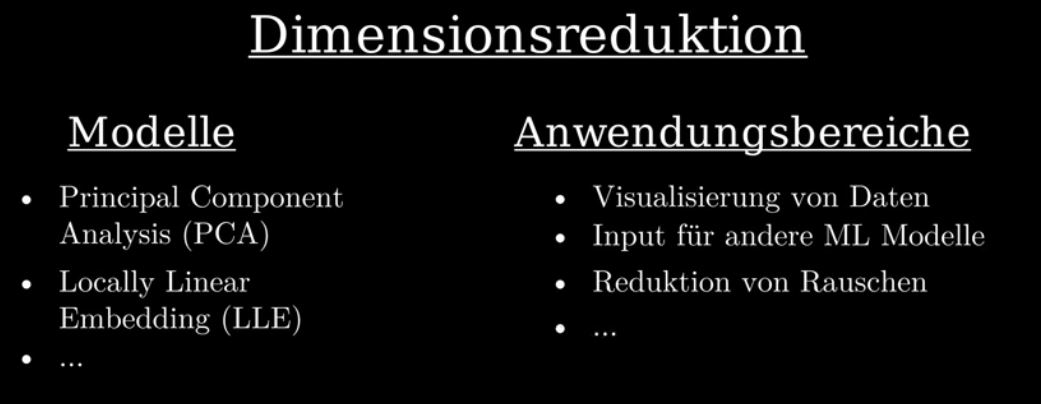 Dimensionsreduktion
Modelle
• Principal Component
Analysis (PCA)
• Locally Linear
Embedding (LLE)
• ...
Anwendungsbereiche
• Visualisierung von Daten
• Input für andere ML Modelle
• Reduktion von Rauschen
• ...